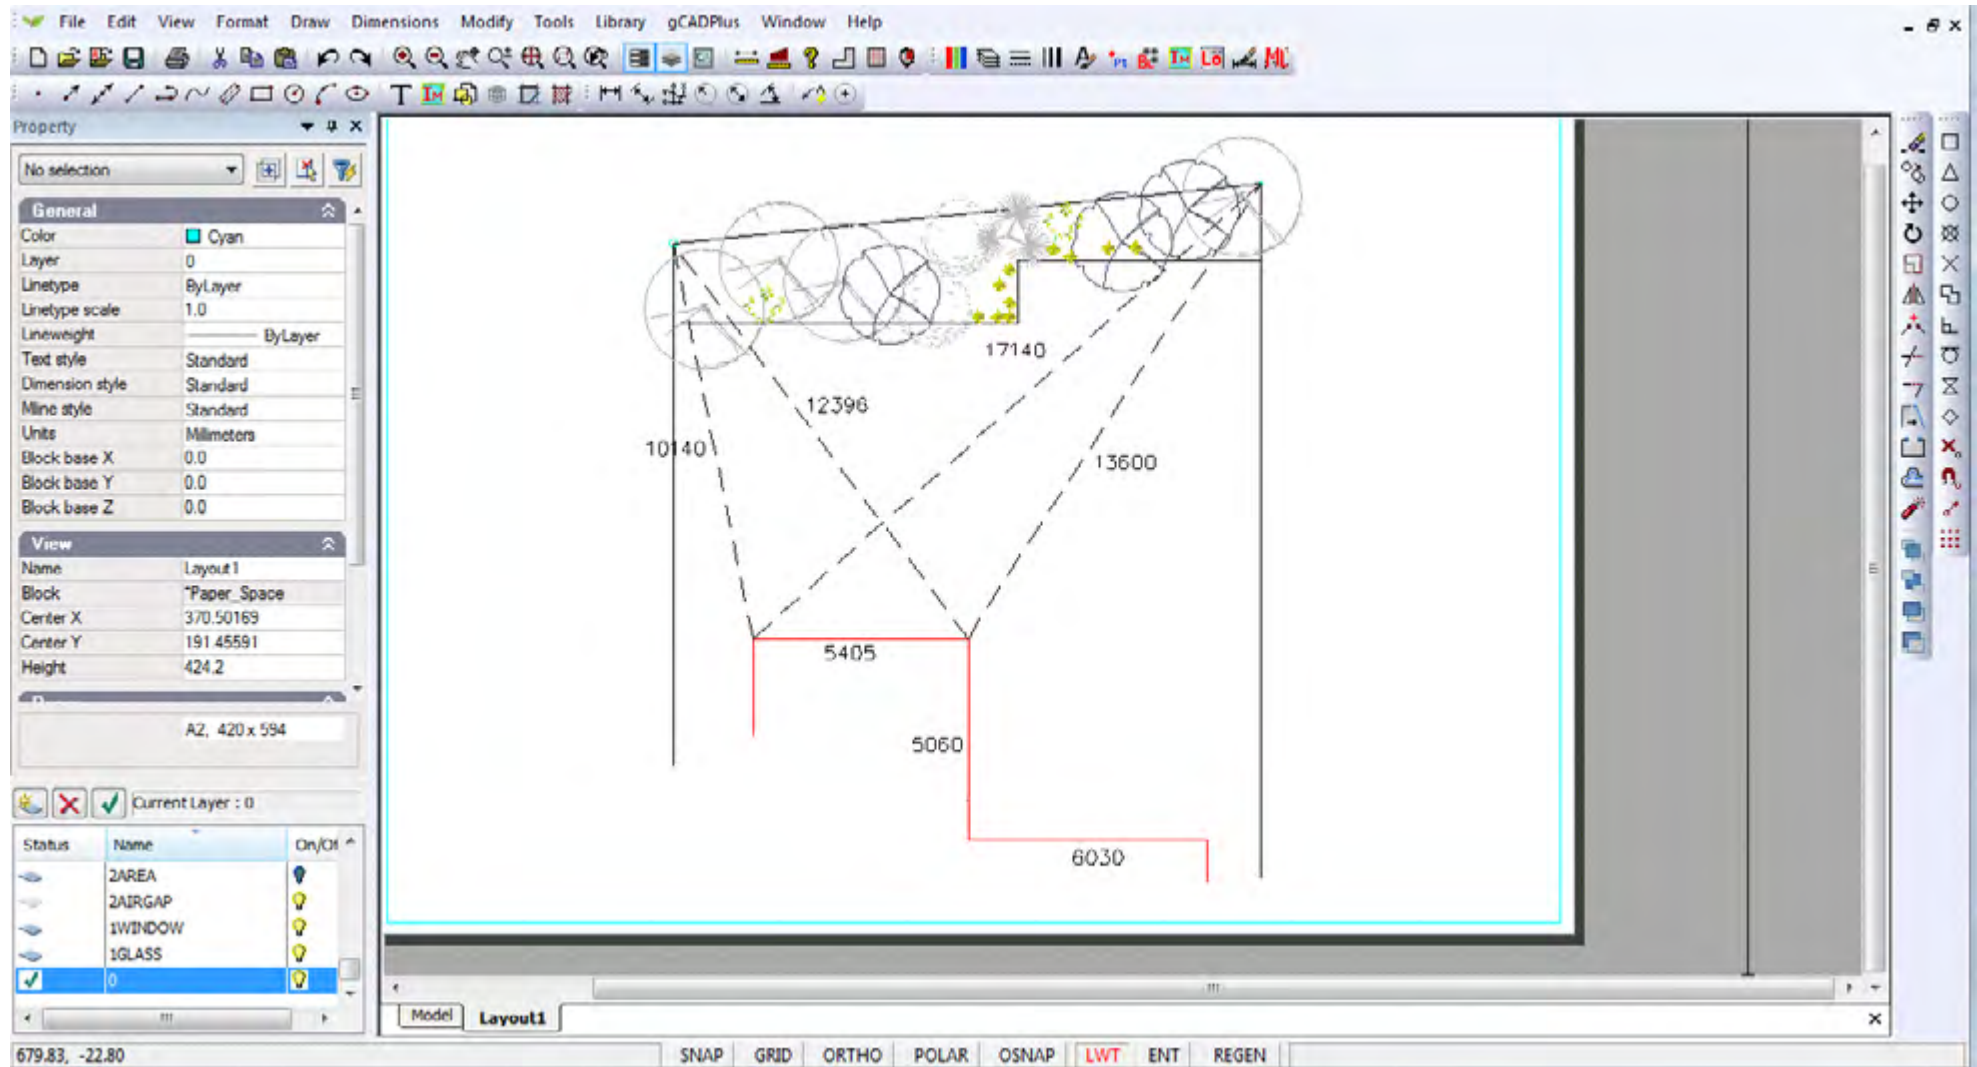 File Edit View Format Draw Dimensions Modify Tools Library gCADPlus Window Help
Property
No selection
General
Color Cyan
Layer 0
Linetype ByLayer
Linetype scale 1.0
Lineweight ByLayer
Text style Standard
Dimension style Standard
Mline style Standard
Units Millimeters
Block base X 0.0
Block base Y 0.0
Block base Z 0.0
View
Name Layout1
Block *Paper_Space
Center X 370.50169
Center Y 191.45591
Height 424.2
A2, 420 x 594
Current Layer : 0
Status Name On/Of
2AREA
2AIRGAP
1WINDOW
1GLASS
0
17140
12396
10140
13600
5405
5060
6030
Model Layout1
679.83, -22.80 SNAP GRID ORTHO POLAR OSNAP LWT ENT REGEN